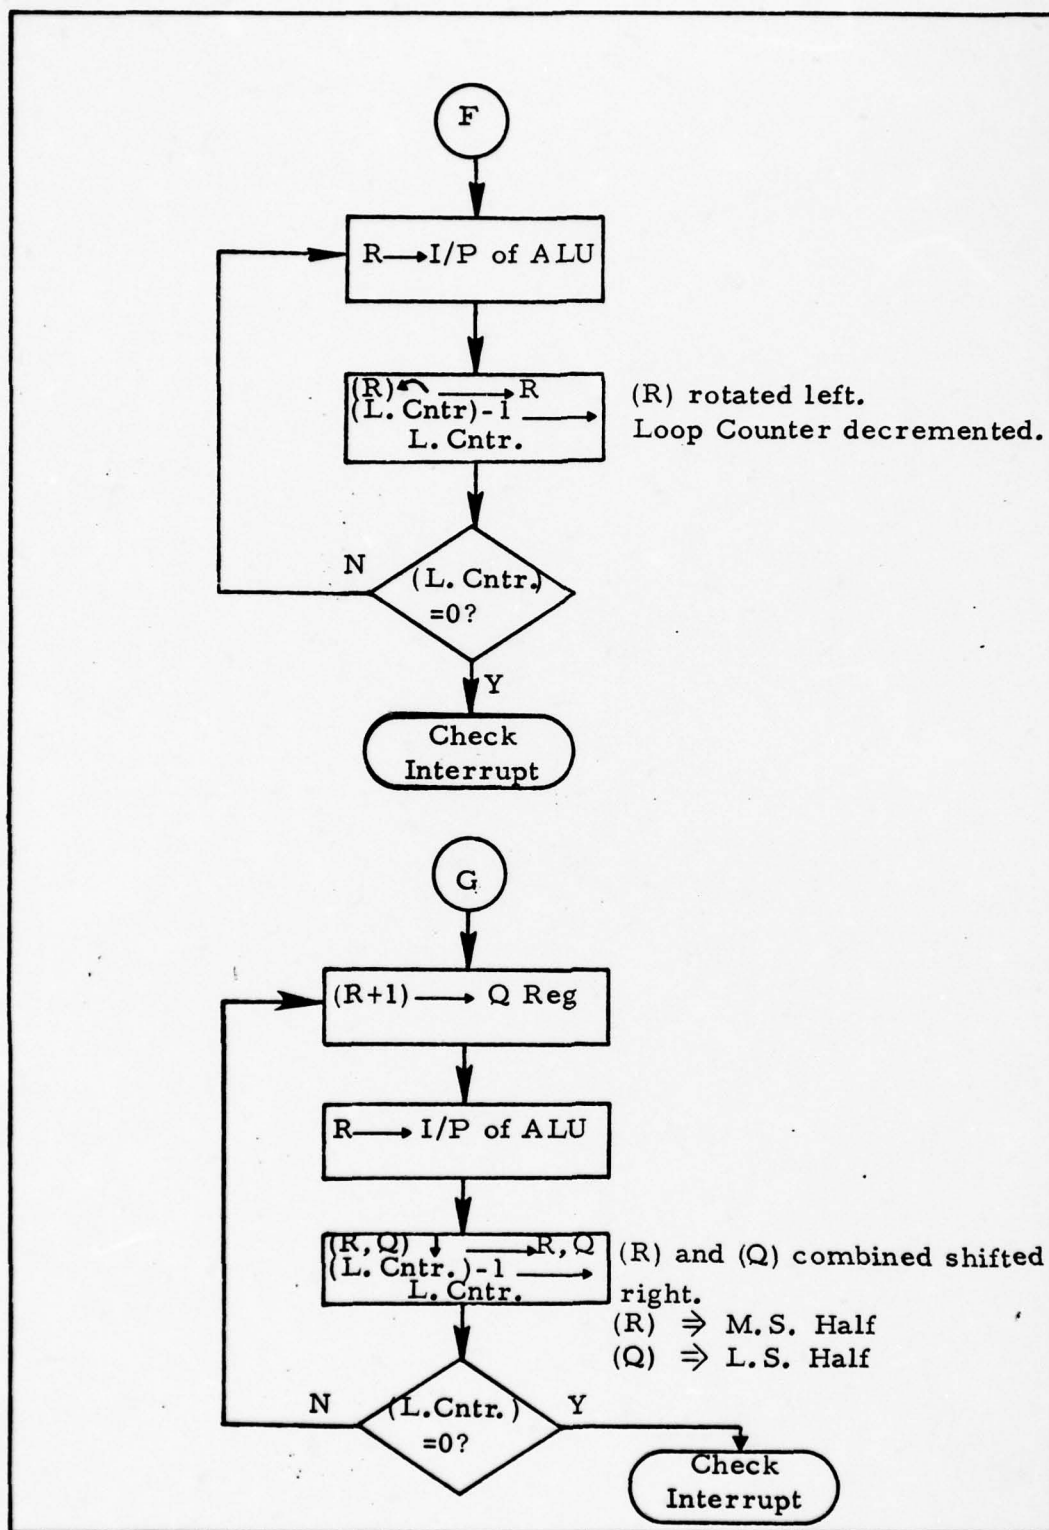 F
R→I/P of ALU
(R)↶ → R
(L. Cntr)-1 →
L. Cntr.
(R) rotated left.
Loop Counter decremented.
N
(L. Cntr.)
=0?
Y
Check
Interrupt
G
(R+1) → Q Reg
R→ I/P of ALU
(R, Q) ↓ → R, Q
(L. Cntr.)-1 →
L. Cntr.
(R) and (Q) combined shifted
right.
(R) ⇒ M.S. Half
(Q) ⇒ L.S. Half
N
(L.Cntr.)
=0?
Y
Check
Interrupt